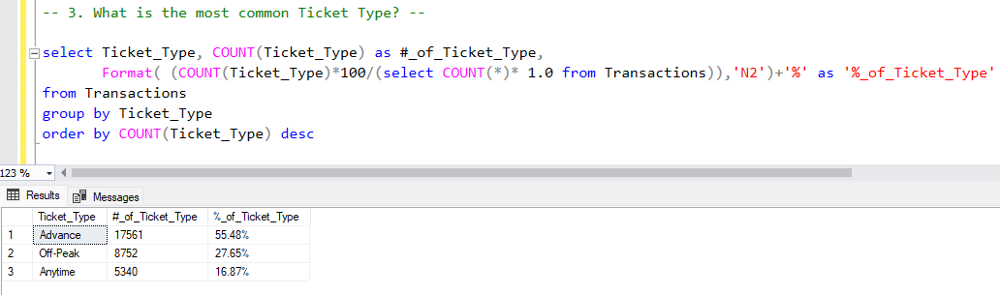 -- 3. What is the most common Ticket Type? --
select Ticket_Type, COUNT(Ticket_Type) as #_of_Ticket_Type,
Format( (COUNT(Ticket_Type)*100/(select COUNT(*)* 1.0 from Transactions)),'N2')+'%' as '%_of_Ticket_Type'
from Transactions
group by Ticket_Type
order by COUNT(Ticket_Type) desc
123 %
Results Messages
Ticket_Type #_of_Ticket_Type %_of_Ticket_Type
1 Advance 17561 55.48%
2 Off-Peak 8752 27.65%
3 Anytime 5340 16.87%